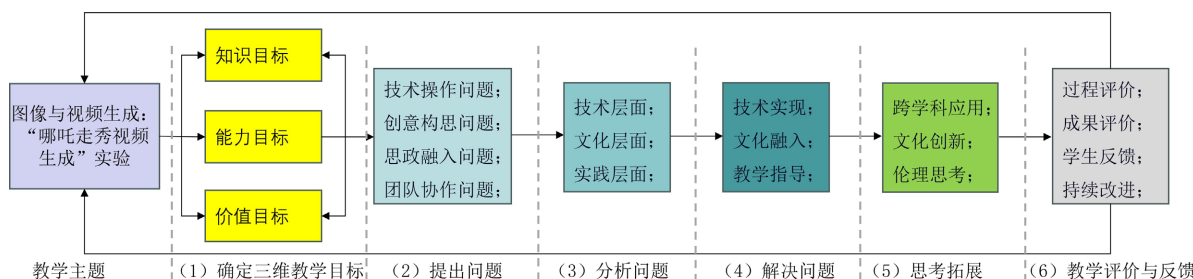 图像与视频生成：
“哪吒走秀视频
生成”实验
知识目标
能力目标
价值目标
技术操作问题；
创意构思问题；
思政融入问题；
团队协作问题；
技术层面；
文化层面；
实践层面；
技术实现；
文化融入；
教学指导；
跨学科应用；
文化创新；
伦理思考；
过程评价；
成果评价；
学生反馈；
持续改进；
教学主题
（1）确定三维教学目标
（2）提出问题
（3）分析问题
（4）解决问题
（5）思考拓展
（6）教学评价与反馈